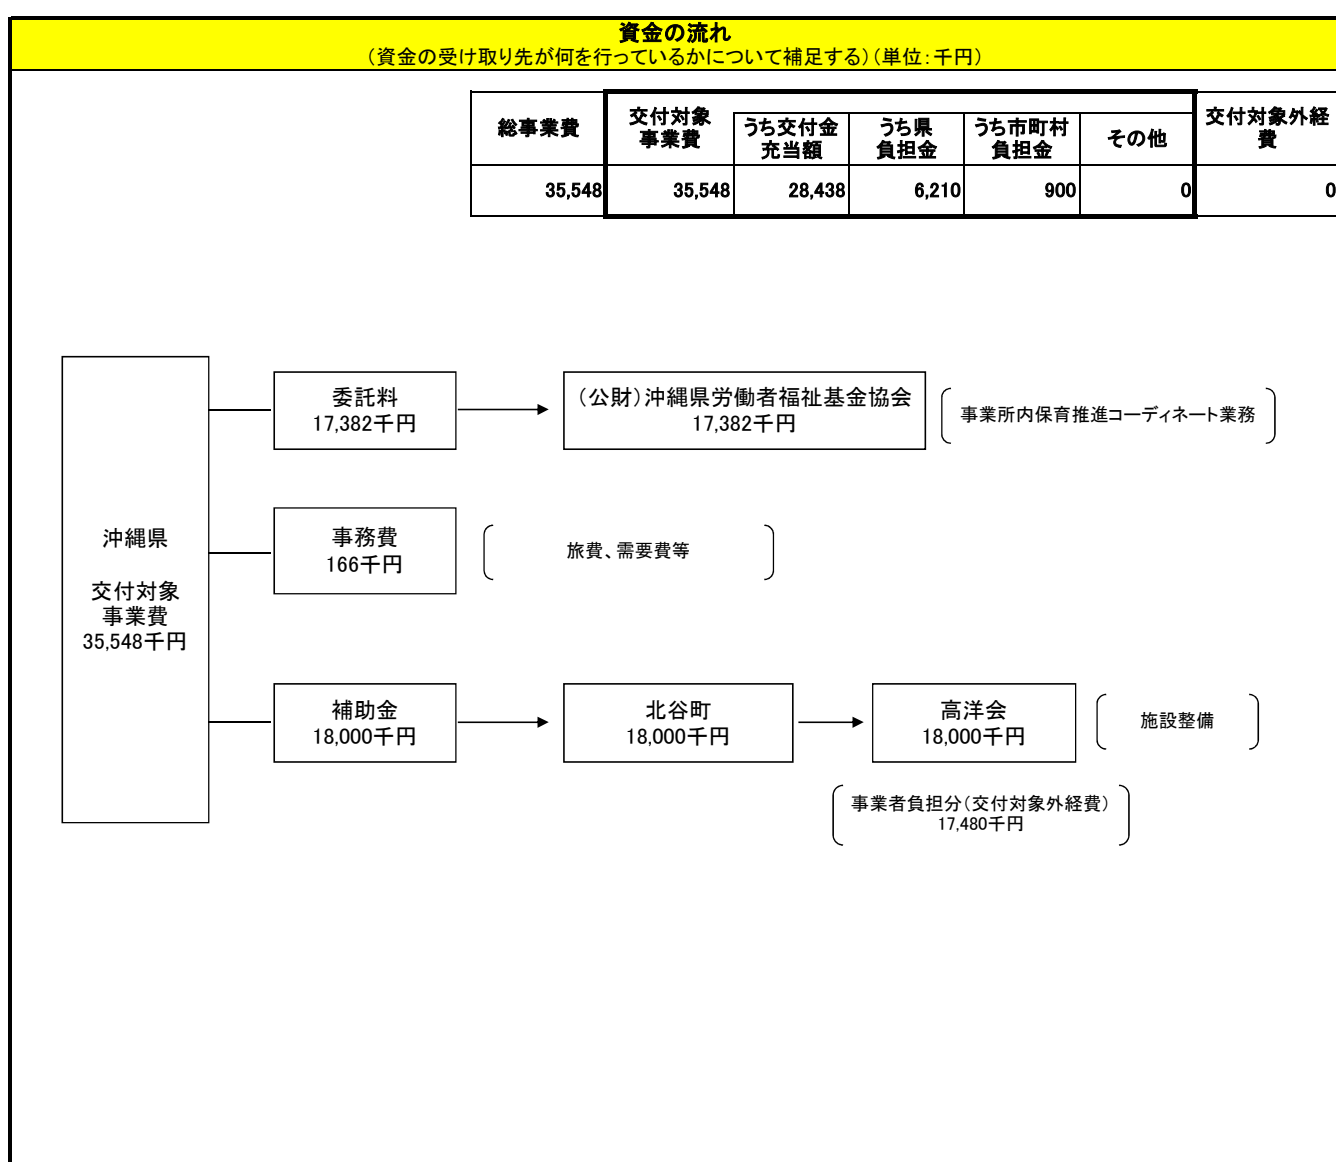 資金の流れ
（資金の受け取り先が何を行っているかについて補足する）（単位：千円）
総事業費
交付対象
事業費
うち交付金
充当額
うち県
負担金
うち市町村
負担金
その他
交付対象外経
費
35,548
35,548
28,438
6,210
900
0
0
委託料
17,382千円
（公財）沖縄県労働者福祉基金協会
17,382千円
事業所内保育推進コーディネート業務
沖縄県
交付対象
事業費
35,548千円
事務費
166千円
旅費、需要費等
補助金
18,000千円
北谷町
18,000千円
高洋会
18,000千円
施設整備
事業者負担分（交付対象外経費）
17,480千円